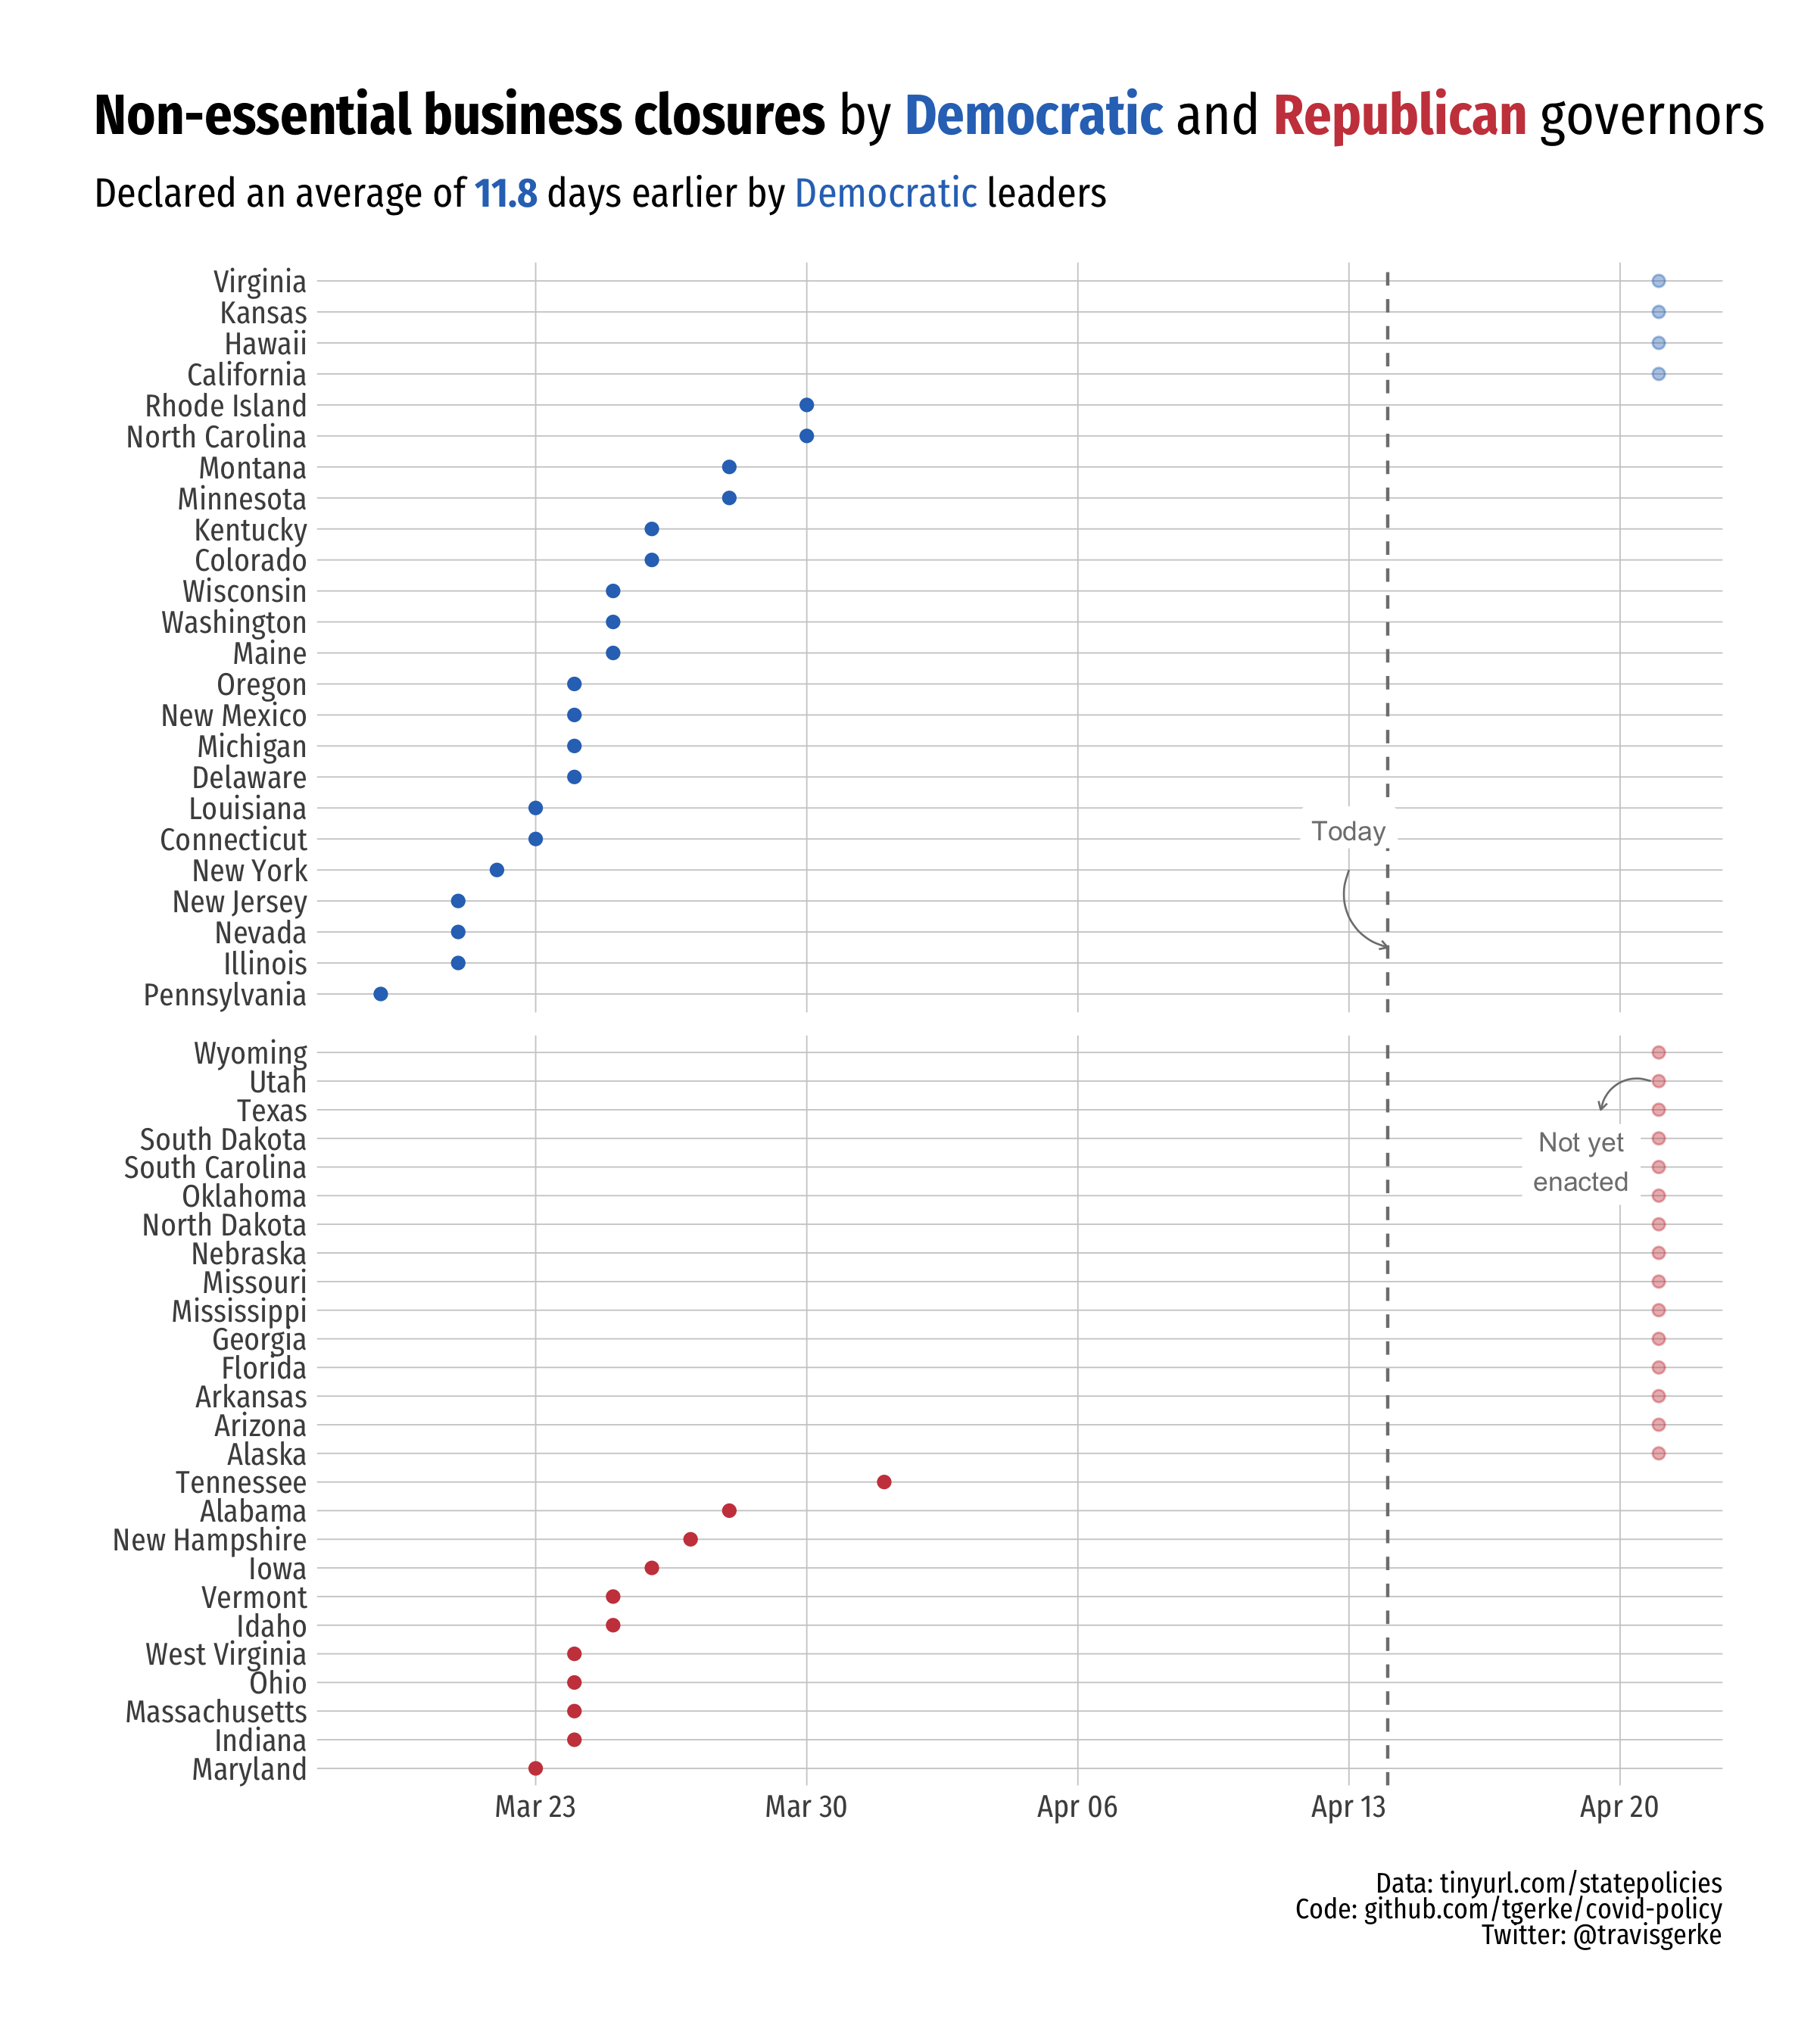 Non-essential business closures by Democratic and Republican governors
Declared an average of 11.8 days earlier by Democratic leaders
Virginia
Kansas
Hawaii
California
Rhode Island
North Carolina
Montana
Minnesota
Kentucky
Colorado
Wisconsin
Washington
Maine
Oregon
New Mexico
Michigan
Delaware
Louisiana
Connecticut
New York
New Jersey
Nevada
Illinois
Pennsylvania
Today
Wyoming
Utah
Texas
South Dakota
South Carolina
Oklahoma
North Dakota
Nebraska
Missouri
Mississippi
Georgia
Florida
Arkansas
Arizona
Alaska
Tennessee
Alabama
New Hampshire
Iowa
Vermont
Idaho
West Virginia
Ohio
Massachusetts
Indiana
Maryland
Not yet
enacted
Mar 23 Mar 30 Apr 06 Apr 13 Apr 20
Data: tinyurl.com/statepolicies
Code: github.com/tgerke/covid-policy
Twitter: @travisgerke